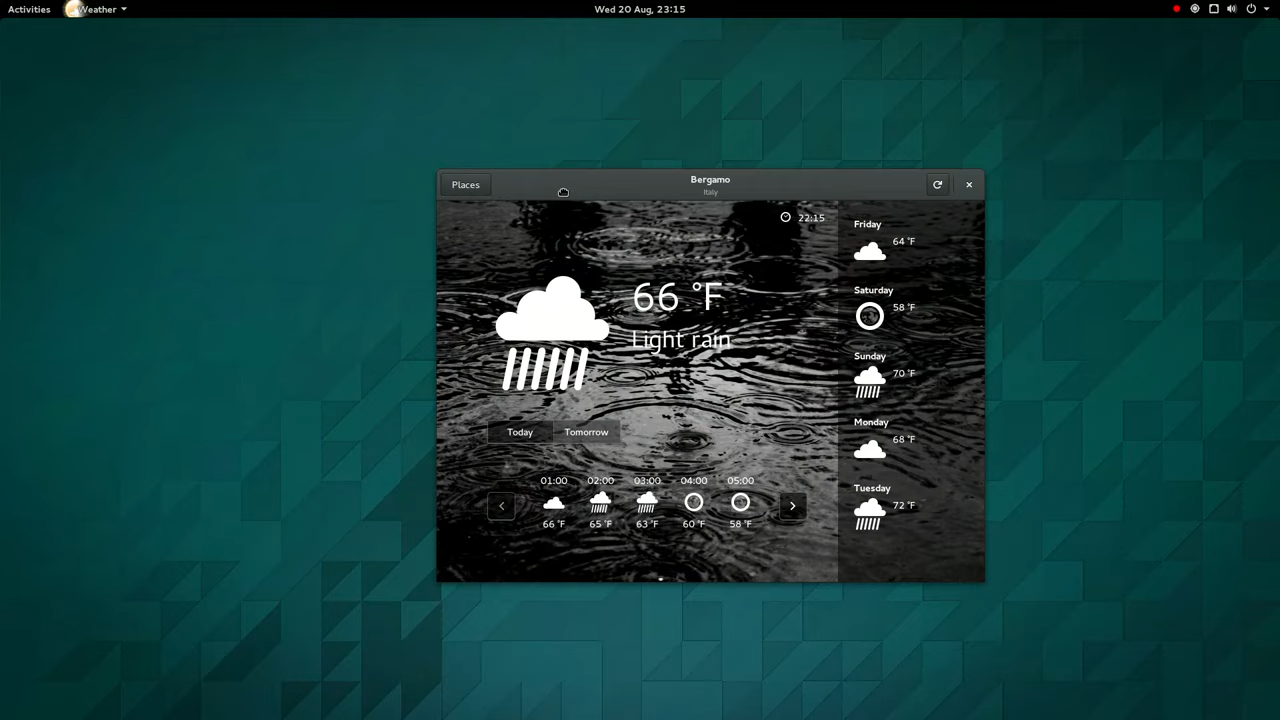 Activities
Weather
Wed 20 Aug, 23:15
Places
Bergamo
Italy
22:15
66 °F
Light rain
Today
Tomorrow
01:00 02:00 03:00 04:00 05:00
66 °F 65 °F 63 °F 60 °F 58 °F
Friday
64 °F
Saturday
58 °F
Sunday
70 °F
Monday
68 °F
Tuesday
72 °F